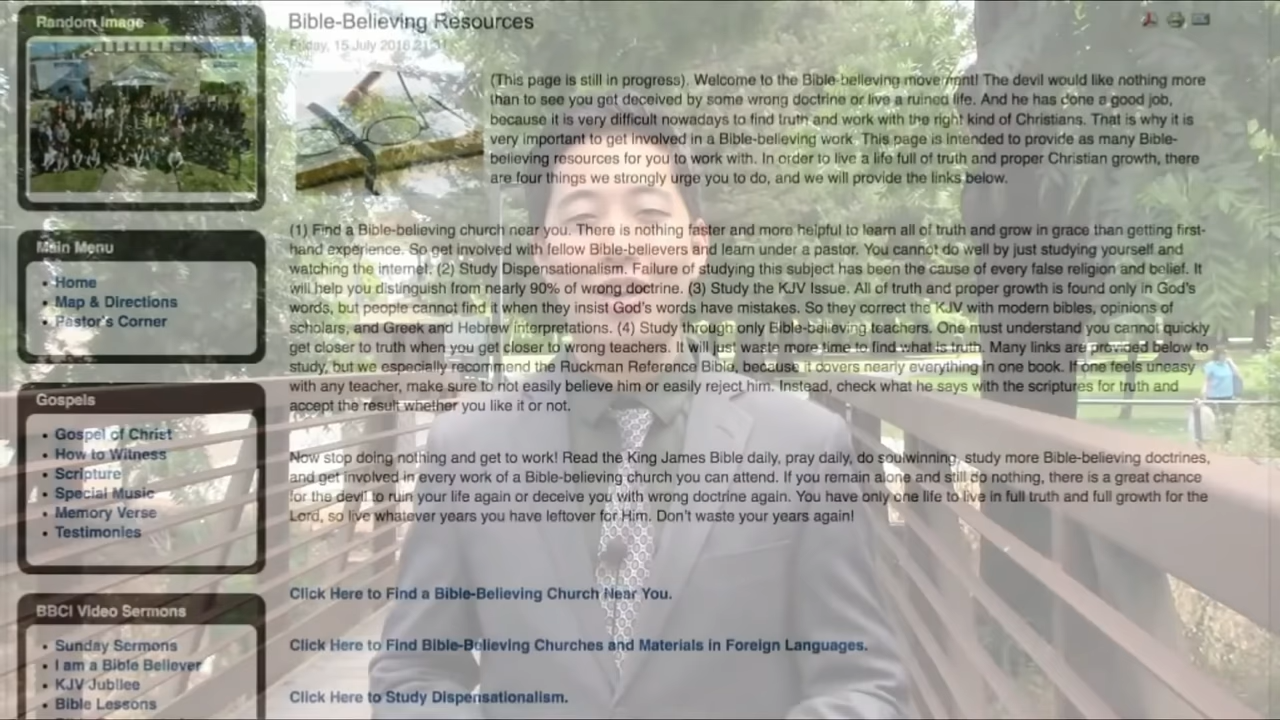 Random Image
Main Menu
Home
Map & Directions
Pastor's Corner
Gospels
Gospel of Christ
How to Witness
Scripture
Special Music
Memory Verse
Testimonies
BBCI Video Sermons
Sunday Sermons
I am a Bible Believer
KJV Jubilee
Bible Lessons
Bible-Believing Resources
Friday, 15 July 2016 21:31
(This page is still in progress). Welcome to the Bible-believing movement! The devil would like nothing more
than to see you get deceived by some wrong doctrine or live a ruined life. And he has done a good job,
because it is very difficult nowadays to find truth and work with the right kind of Christians. That is why it is
very important to get involved in a Bible-believing work. This page is intended to provide as many Bible-
believing resources for you to work with. In order to live a life full of truth and proper Christian growth, there
are four things we strongly urge you to do, and we will provide the links below.
(1) Find a Bible-believing church near you. There is nothing faster and more helpful to learn all of truth and grow in grace than getting first-
hand experience. So get involved with fellow Bible-believers and learn under a pastor. You cannot do well by just studying yourself and
watching the internet. (2) Study Dispensationalism. Failure of studying this subject has been the cause of every false religion and belief. It
will help you distinguish from nearly 90% of wrong doctrine. (3) Study the KJV Issue. All of truth and proper growth is found only in God's
words, but people cannot find it when they insist God's words have mistakes. So they correct the KJV with modern bibles, opinions of
scholars, and Greek and Hebrew interpretations. (4) Study through only Bible-believing teachers. One must understand you cannot quickly
get closer to truth when you get closer to wrong teachers. It will just waste more time to find what is truth. Many links are provided below to
study, but we especially recommend the Ruckman Reference Bible, because it covers nearly everything in one book. If one feels uneasy
with any teacher, make sure to not easily believe him or easily reject him. Instead, check what he says with the scriptures for truth and
accept the result whether you like it or not.
Now stop doing nothing and get to work! Read the King James Bible daily, pray daily, do soulwinning, study more Bible-believing doctrines,
and get involved in every work of a Bible-believing church you can attend. If you remain alone and still do nothing, there is a great chance
for the devil to ruin your life again or deceive you with wrong doctrine again. You have only one life to live in full truth and full growth for the
Lord, so live whatever years you have leftover for Him. Don't waste your years again!
Click Here to Find a Bible-Believing Church Near You.
Click Here to Find Bible-Believing Churches and Materials in Foreign Languages.
Click Here to Study Dispensationalism.